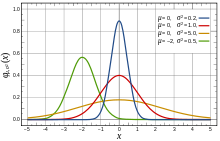 1.0
μ= 0, σ²=0.2,
μ= 0, σ²=1.0,
μ= 0, σ²=5.0,
μ= -2, σ²=0.5,
0.8
0.6
0.4
0.2
0.0
φμ,σ²(x)
-5 -4 -3 -2 -1 0 1 2 3 4 5
x